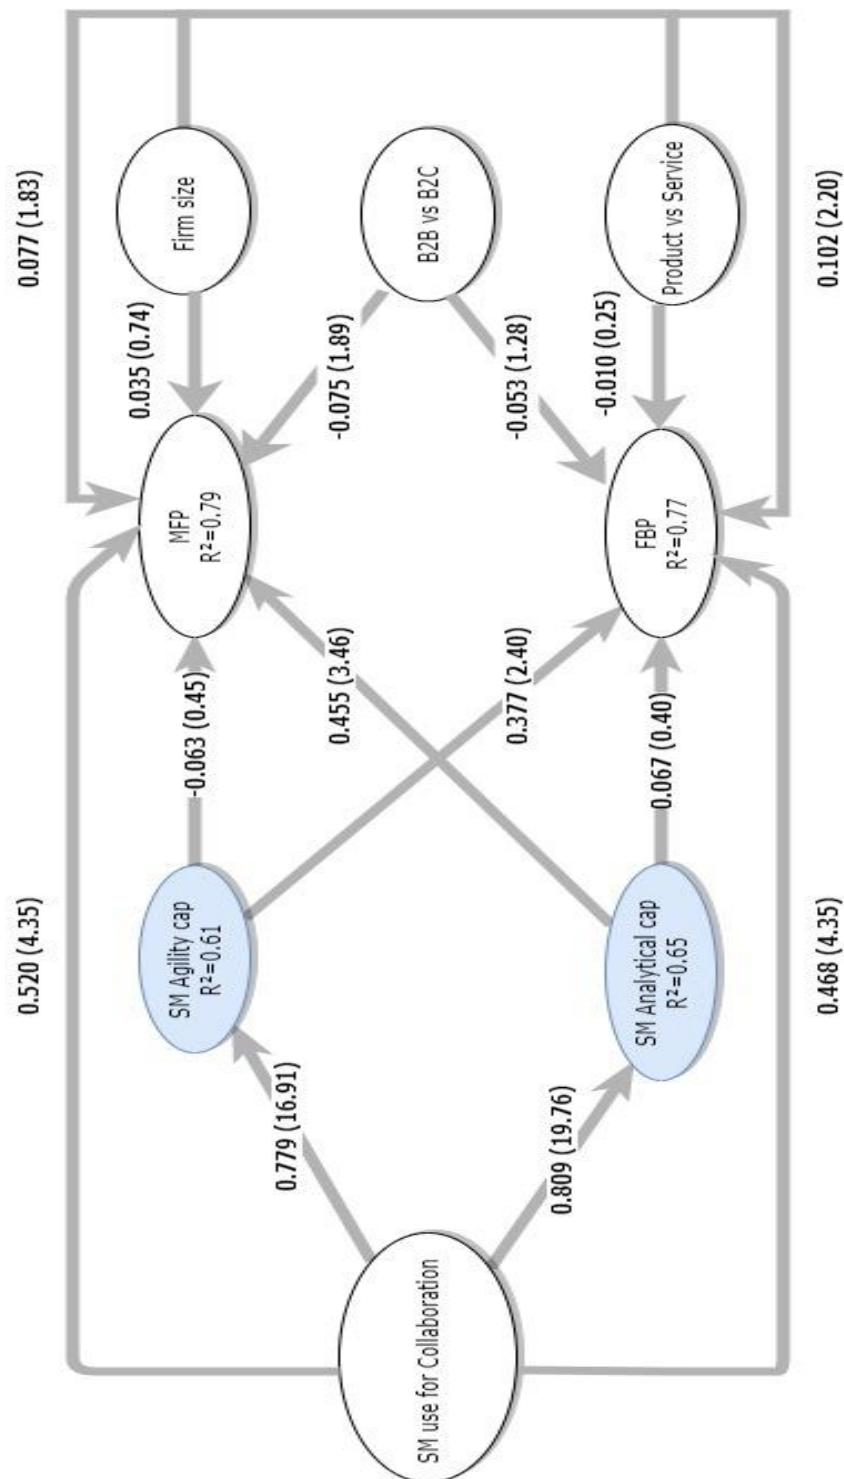 0.520 (4.35)
0.077 (1.83)
SM Agility cap
R²=0.61
-0.063 (0.45)
MFP
R²=0.79
0.035 (0.74)
Firm size
0.779 (16.91)
0.455 (3.46)
-0.075 (1.89)
SM use for Collaboration
B2B vs B2C
0.377 (2.40)
-0.053 (1.28)
0.809 (19.76)
SM Analytical cap
R²=0.65
0.067 (0.40)
FBP
R²=0.77
-0.010 (0.25)
Product vs Service
0.468 (4.35)
0.102 (2.20)